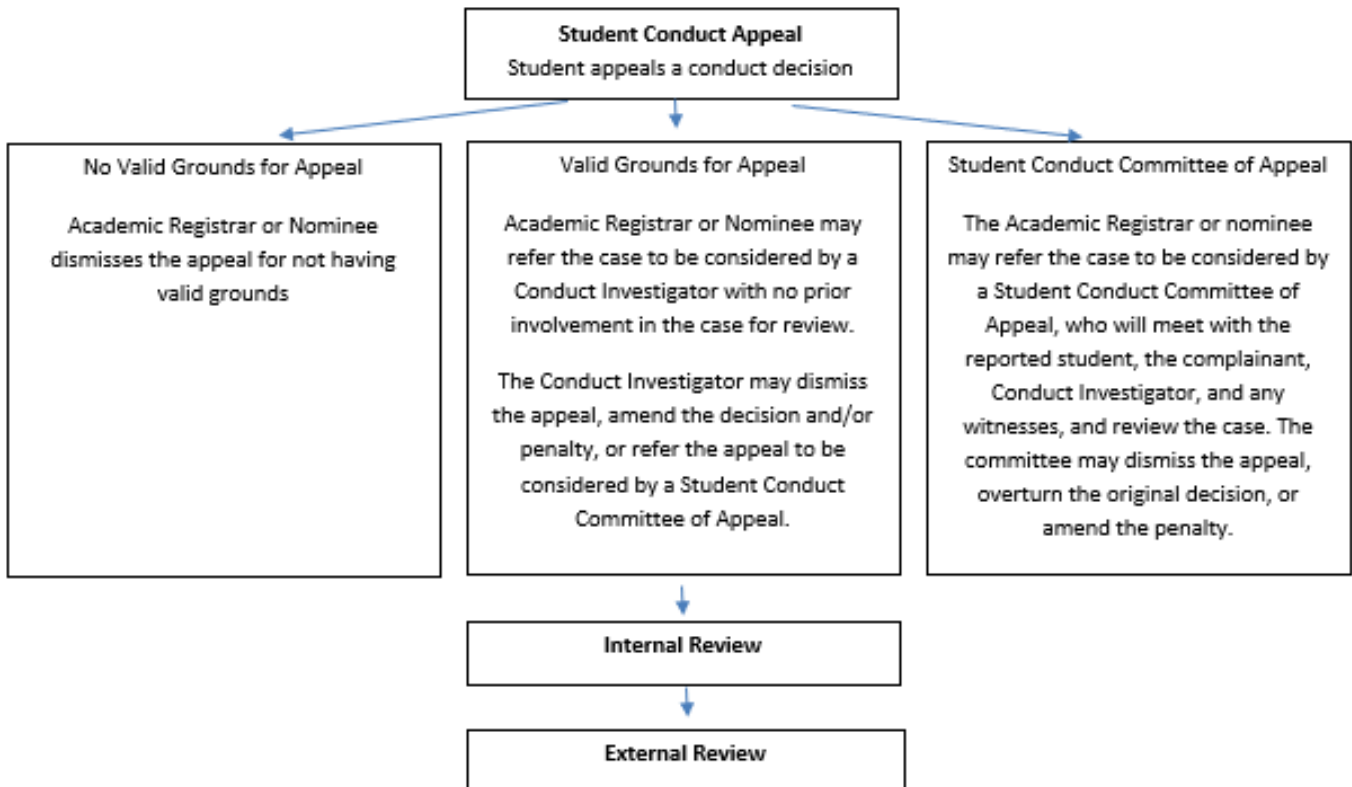 Student Conduct Appeal
Student appeals a conduct decision
No Valid Grounds for Appeal
Academic Registrar or Nominee
dismisses the appeal for not having
valid grounds
Valid Grounds for Appeal
Academic Registrar or Nominee may
refer the case to be considered by a
Conduct Investigator with no prior
involvement in the case for review.
The Conduct Investigator may dismiss
the appeal, amend the decision and/or
penalty, or refer the appeal to be
considered by a Student Conduct
Committee of Appeal.
Student Conduct Committee of Appeal
The Academic Registrar or nominee
may refer the case to be considered by
a Student Conduct Committee of
Appeal, who will meet with the
reported student, the complainant,
Conduct Investigator, and any
witnesses, and review the case. The
committee may dismiss the appeal,
overturn the original decision, or
amend the penalty.
Internal Review
External Review